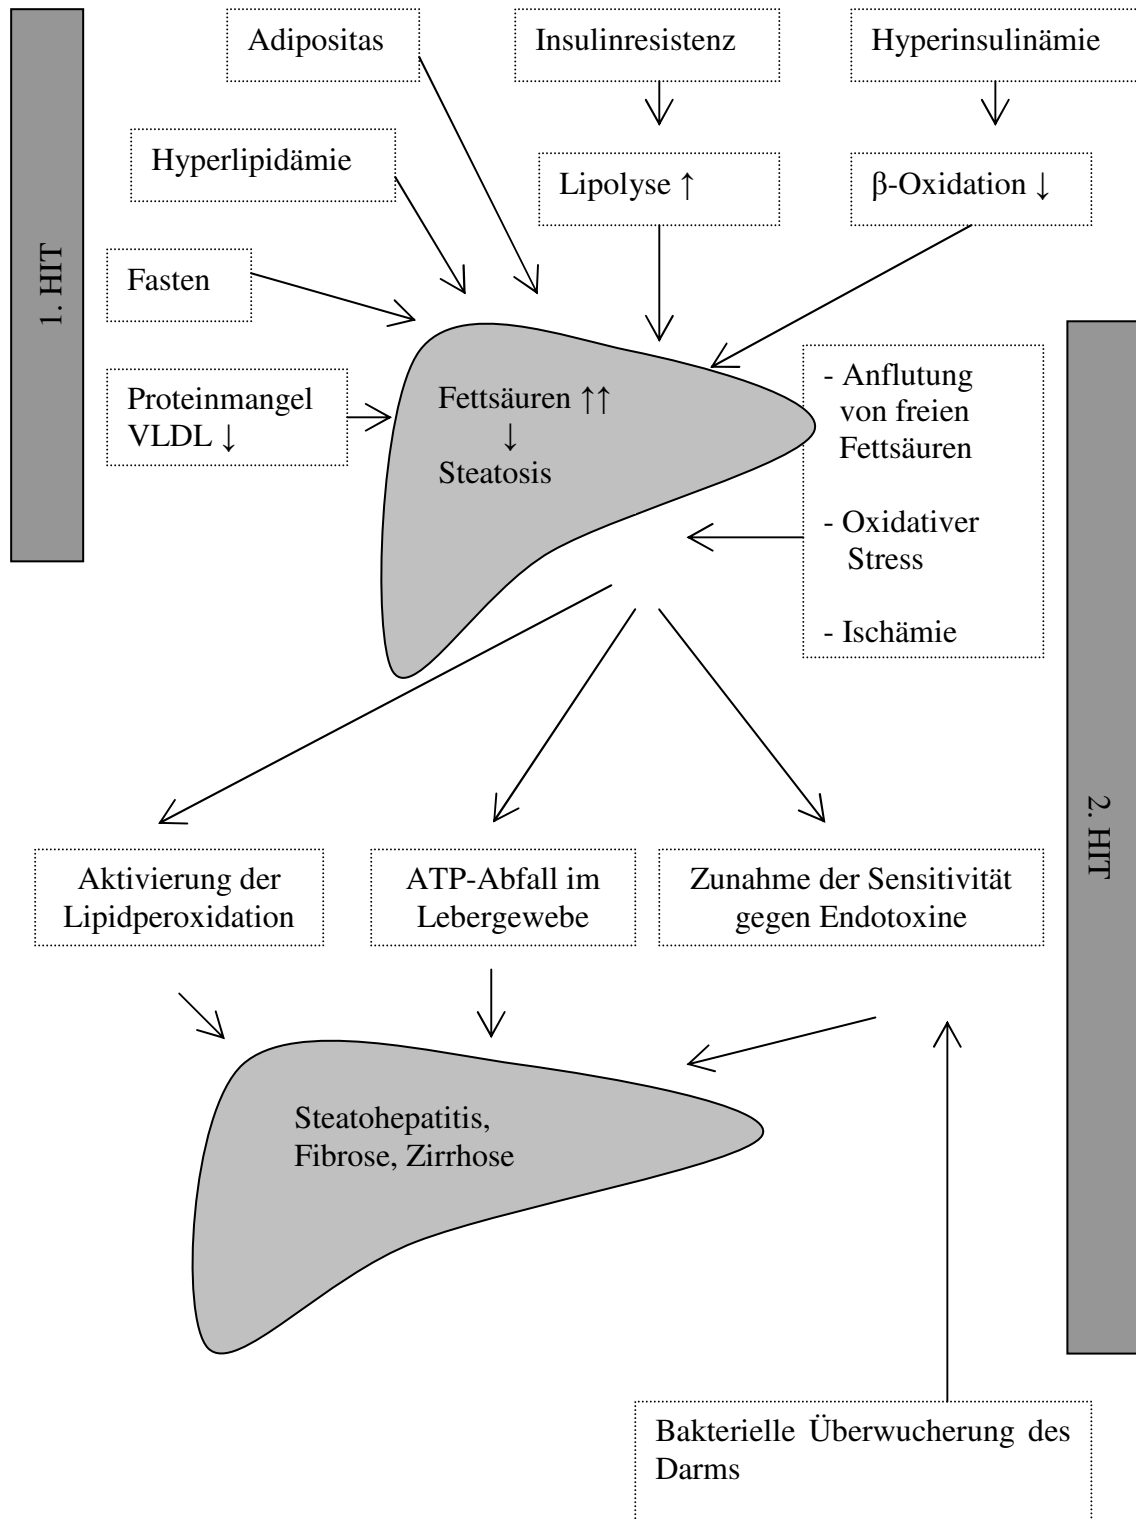 Adipositas
Insulinresistenz
Hyperinsulinämie
Hyperlipidämie
Lipolyse ↑
β-Oxidation ↓
1. HIT
Fasten
Proteinmangel
VLDL ↓
Fettsäuren ↑↑
↓
Steatosis
- Anflutung
von freien
Fettsäuren
- Oxidativer
Stress
- Ischämie
2. HIT
Aktivierung der
Lipidperoxidation
ATP-Abfall im
Lebergewebe
Zunahme der Sensitivität
gegen Endotoxine
Steatohepatitis,
Fibrose, Zirrhose
Bakterielle Überwucherung des
Darms